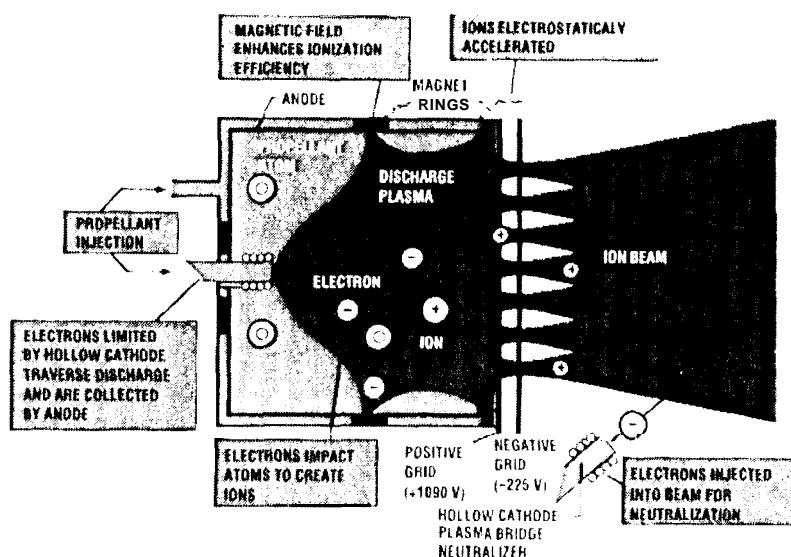 MAGNETIC FIELD
ENHANCES IONIZATION
EFFICIENCY
IONS ELECTROSTATICALY
ACCELERATED
MAGNET
RINGS
ANODE
PROPELLANT
ATOM
DISCHARGE
PLASMA
PROPELLANT
INJECTION
ELECTRON
ION
ION BEAM
ELECTRONS LIMITED
BY HOLLOW CATHODE
TRAVERSE DISCHARGE
AND ARE COLLECTED
BY ANODE
ELECTRONS IMPACT
ATOMS TO CREATE
IONS
POSITIVE
GRID
(+1090 V)
NEGATIVE
GRID
(-225 V)
HOLLOW CATHODE
PLASMA BRIDGE
NEUTRALIZER
ELECTRONS INJECTED
INTO BEAM FOR
NEUTRALIZATION